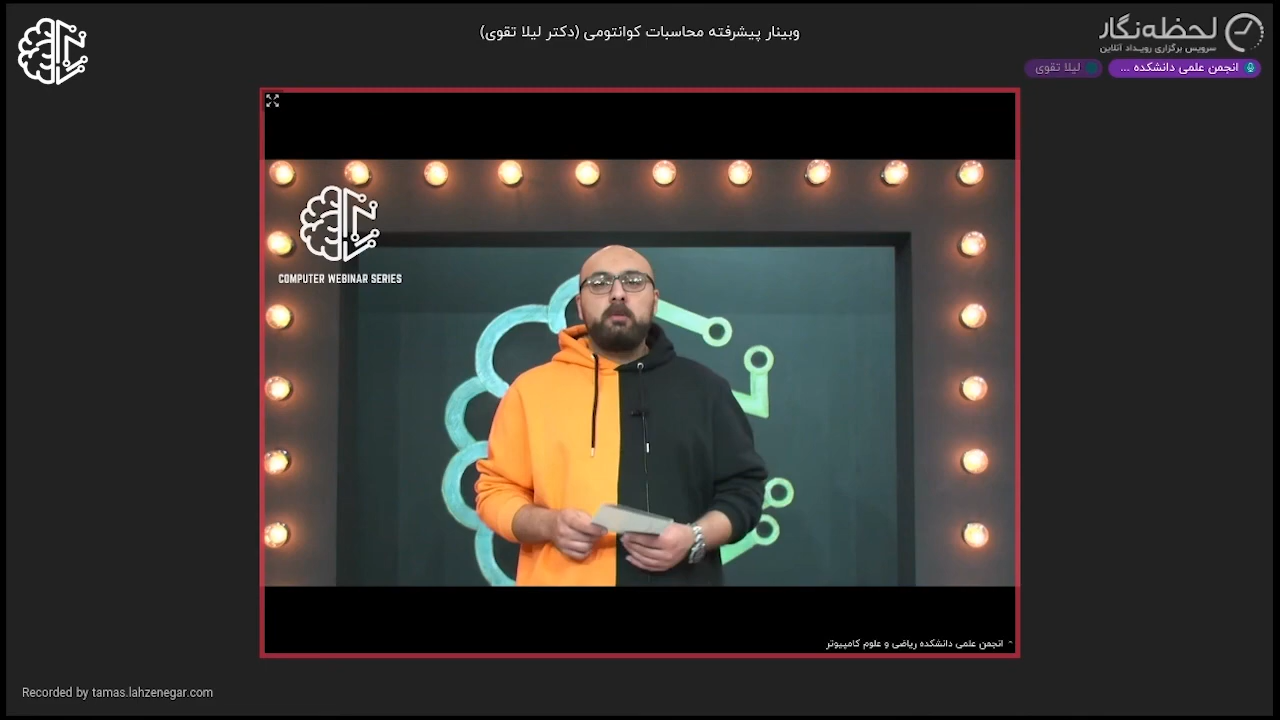 وبینار پیشرفته محاسبات کوانتومی (دکتر لیلا تقوی)
لحظه‌نگار
سرویس برگزاری رویـداد آنلاین
انجمن علمی دانشکده ...
لیلا تقوی
COMPUTER WEBINAR SERIES
انجمن علمی دانشکده ریاضی و علوم کامپیوتر
Recorded by tamas.lahzenegar.com